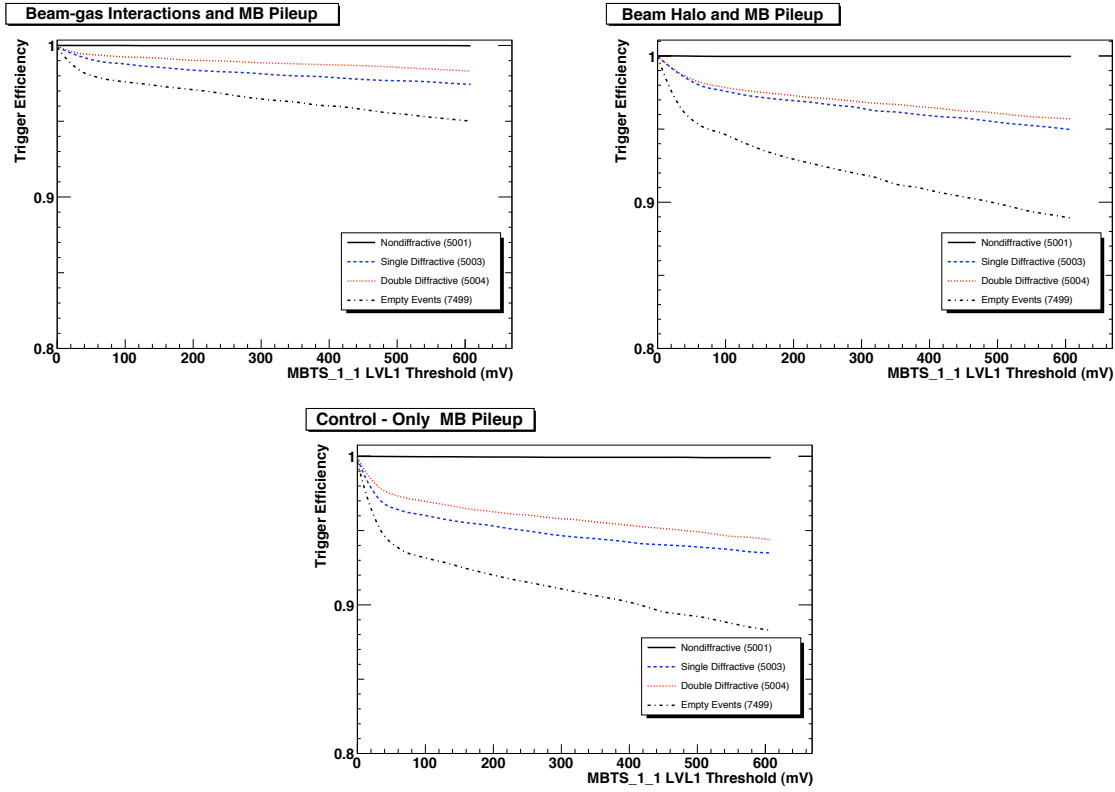 Beam-gas Interactions and MB Pileup
Trigger Efficiency
1
0.9
0.8
Nondiffractive (5001)
Single Diffractive (5003)
Double Diffractive (5004)
Empty Events (7499)
0 100 200 300 400 500 600
MBTS_1_1 LVL1 Threshold (mV)
Beam Halo and MB Pileup
Trigger Efficiency
1
0.9
0.8
Nondiffractive (5001)
Single Diffractive (5003)
Double Diffractive (5004)
Empty Events (7499)
0 100 200 300 400 500 600
MBTS_1_1 LVL1 Threshold (mV)
Control - Only MB Pileup
Trigger Efficiency
1
0.9
0.8
Nondiffractive (5001)
Single Diffractive (5003)
Double Diffractive (5004)
Empty Events (7499)
0 100 200 300 400 500 600
MBTS_1_1 LVL1 Threshold (mV)